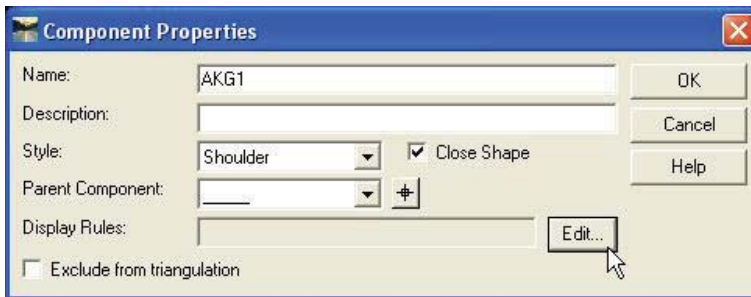 Component Properties
Name: AKG1 OK
Description: Cancel
Style: Shoulder Close Shape Help
Parent Component: _____
Display Rules: Edit...
Exclude from triangulation